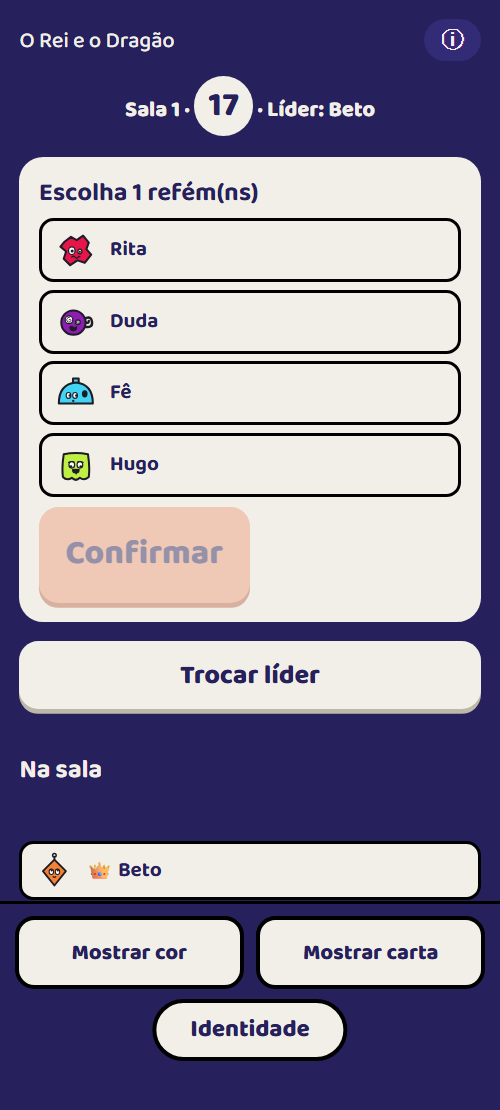 O Rei e o Dragão
Sala 1 · 17 · Líder: Beto
Escolha 1 refém(ns)
Rita
Duda
Fê
Hugo
Confirmar
Trocar líder
Na sala
Beto
Mostrar cor
Mostrar carta
Identidade